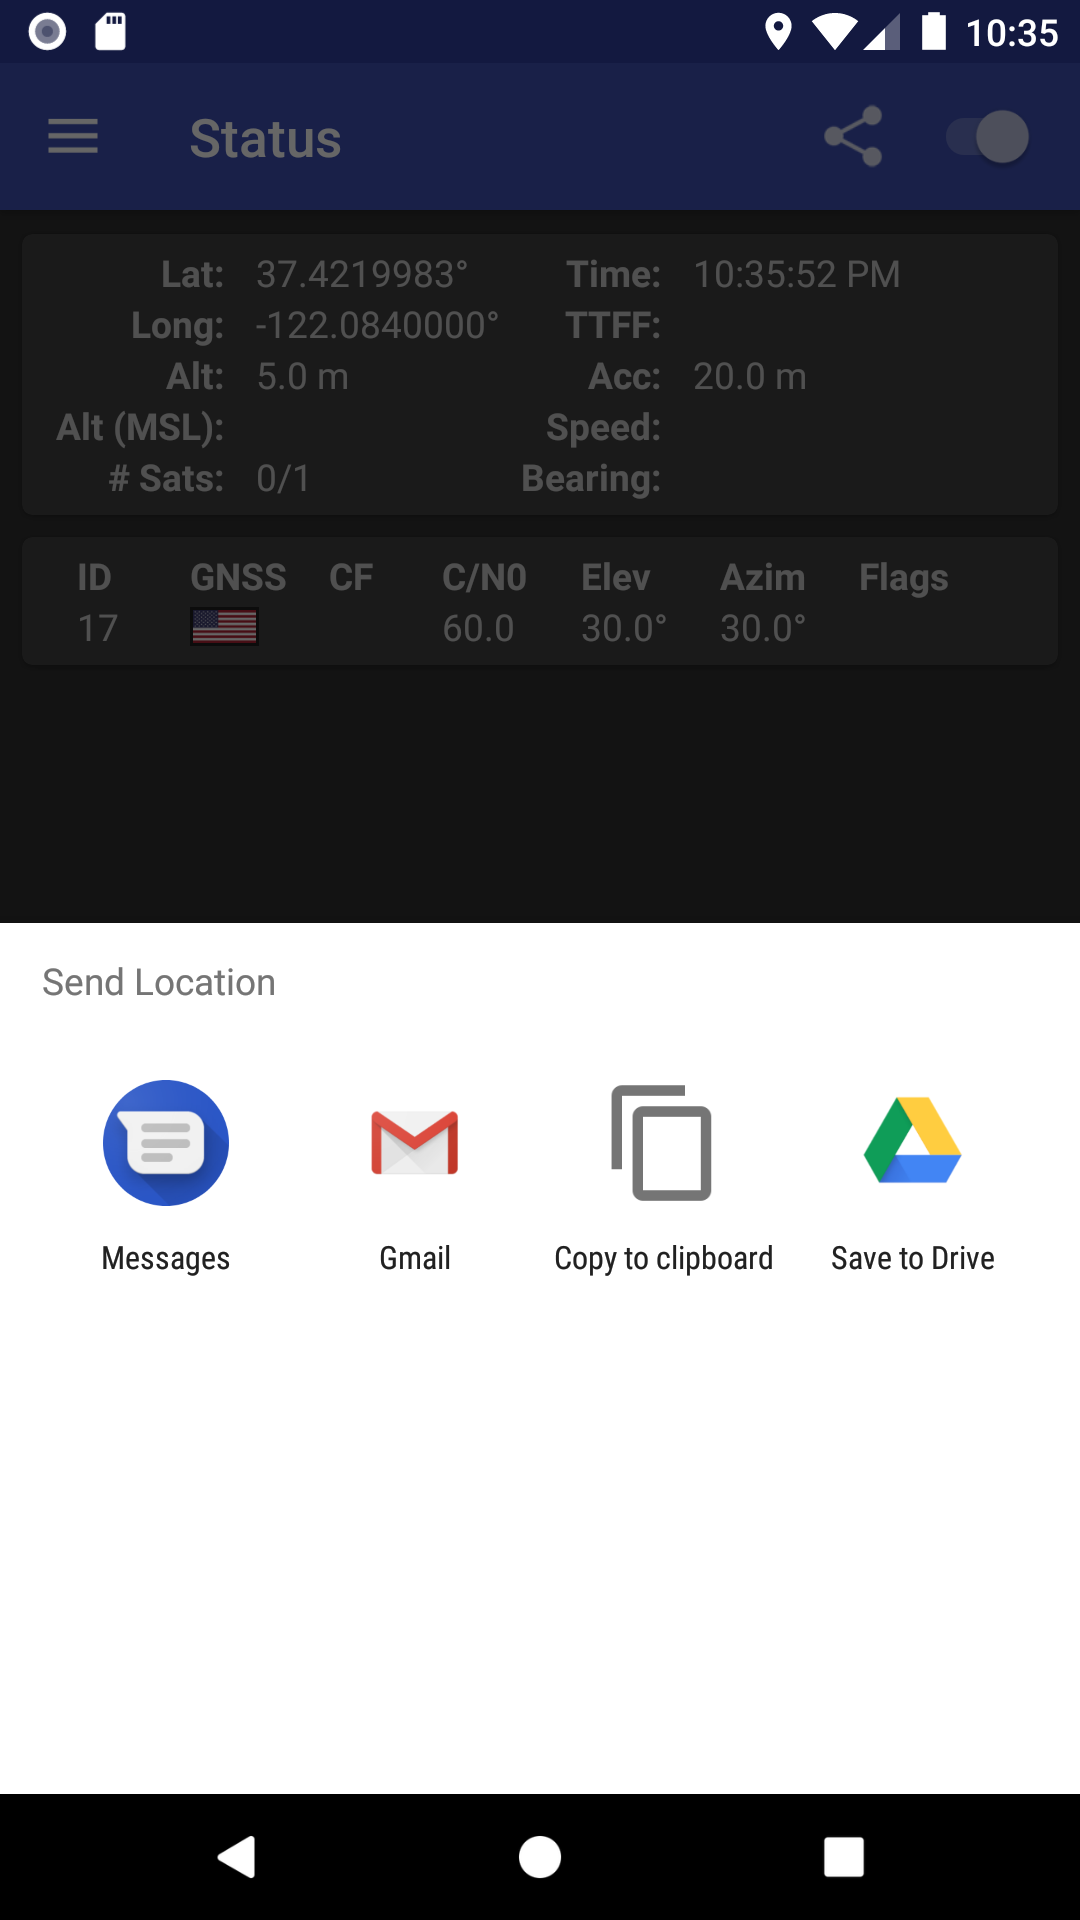 10:35
Status
Lat: 37.4219983° Time: 10:35:52 PM
Long: -122.0840000° TTFF:
Alt: 5.0 m Acc: 20.0 m
Alt (MSL): Speed:
# Sats: 0/1 Bearing:
ID GNSS CF C/N0 Elev Azim Flags
17 60.0 30.0° 30.0°
Send Location
Messages Gmail Copy to clipboard Save to Drive